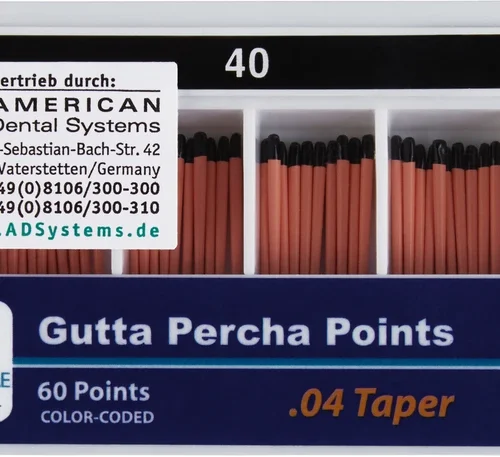 40
ertrieb durch:
AMERICAN
Dental Systems
-Sebastian-Bach-Str. 42
Waterstetten/Germany
49(0)8106/300-300
49(0)8106/300-310
.ADSystems.de
Gutta Percha Points
60 Points
COLOR-CODED
.04 Taper